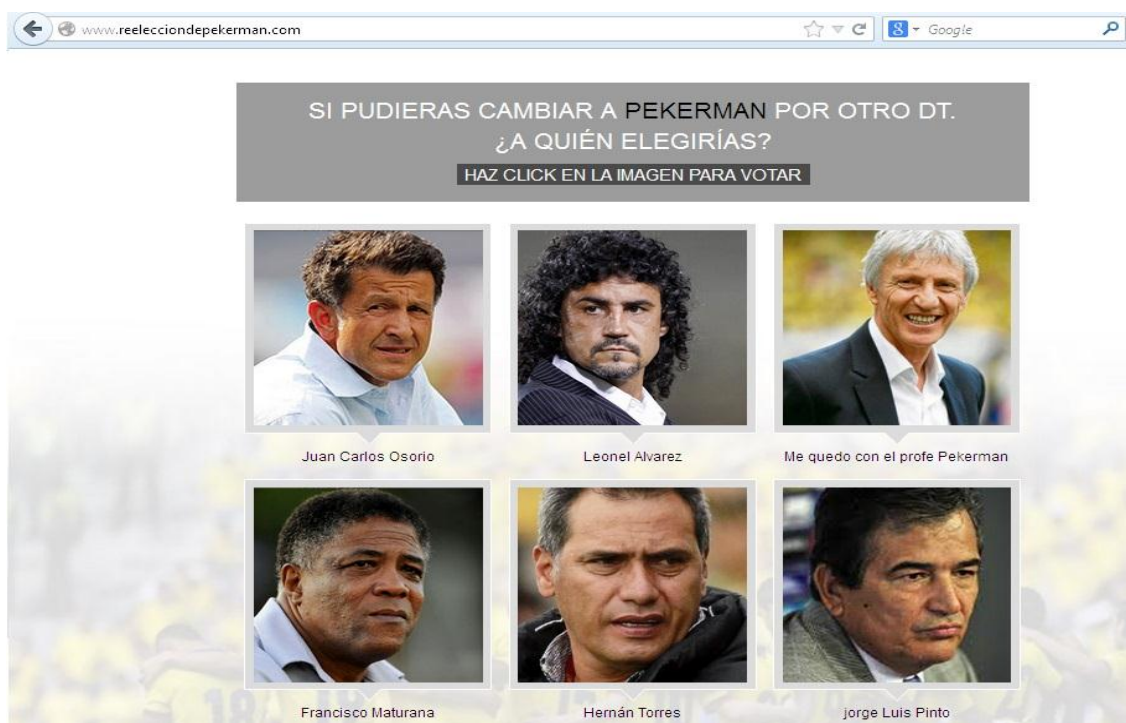 www.reelecciondepekerman.com
Google
SI PUDIERAS CAMBIAR A PEKERMAN POR OTRO DT.
¿A QUIÉN ELEGIRÍAS?
HAZ CLICK EN LA IMAGEN PARA VOTAR
Juan Carlos Osorio
Leonel Alvarez
Me quedo con el profe Pekerman
Francisco Maturana
Hernán Torres
jorge Luis Pinto